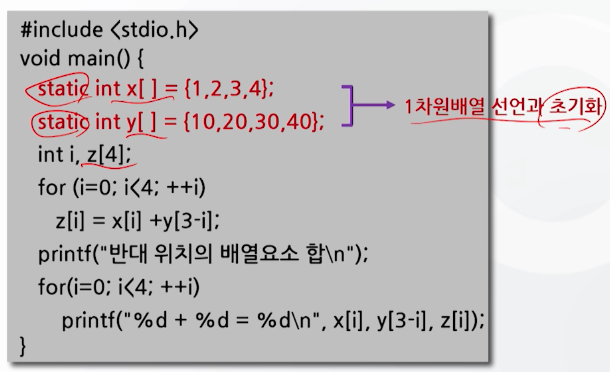 #include <stdio.h>
void main() {
static int x[ ] = {1,2,3,4};
static int y[ ] = {10,20,30,40};
1차원배열 선언과 초기화
int i, z[4];
for (i=0; i<4; ++i)
z[i] = x[i] +y[3-i];
printf("반대 위치의 배열요소 합\n");
for(i=0; i<4; ++i)
printf("%d + %d = %d\n", x[i], y[3-i], z[i]);
}